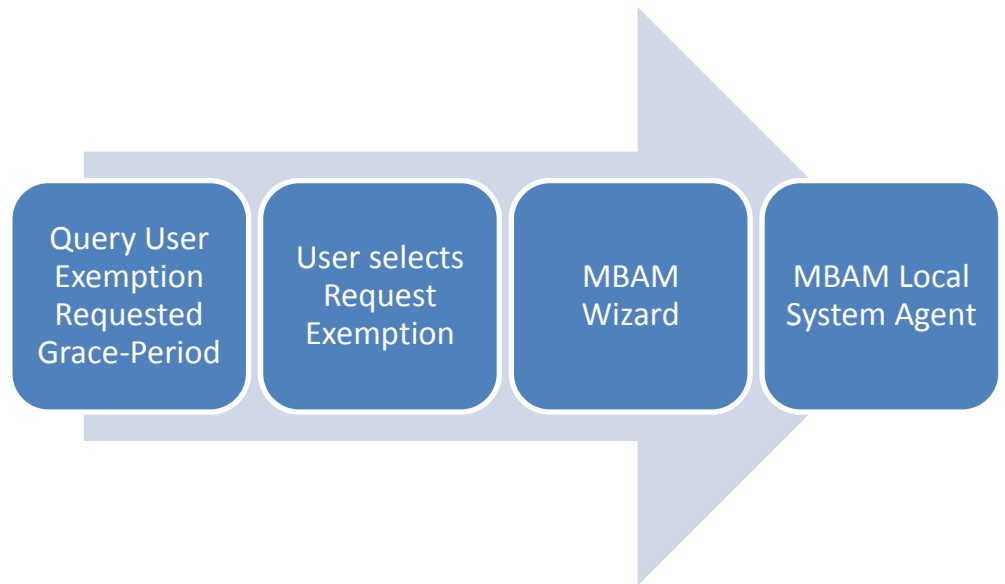 Query User
Exemption
Requested
Grace-Period
User selects
Request
Exemption
MBAM
Wizard
MBAM Local
System Agent